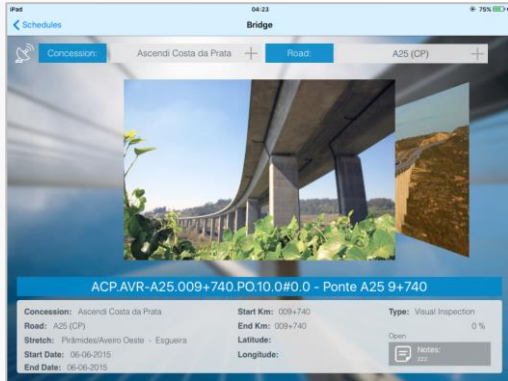 iPad 04:23 75%
Schedules Bridge
Concession: Ascendi Costa da Prata Road: A25 (CP)
ACP.AVR-A25.009+740.PO.10.0#0.0 - Ponte A25 9+740
Concession: Ascendi Costa da Prata Start Km: 009+740 Type: Visual Inspection
Road: A25 (CP) End Km: 009+740 0 %
Stretch: Pirâmides/Aveiro Oeste - Esgueira Latitude: Open
Start Date: 06-06-2015 Longitude: Notes:
End Date: 06-06-2015 zzz